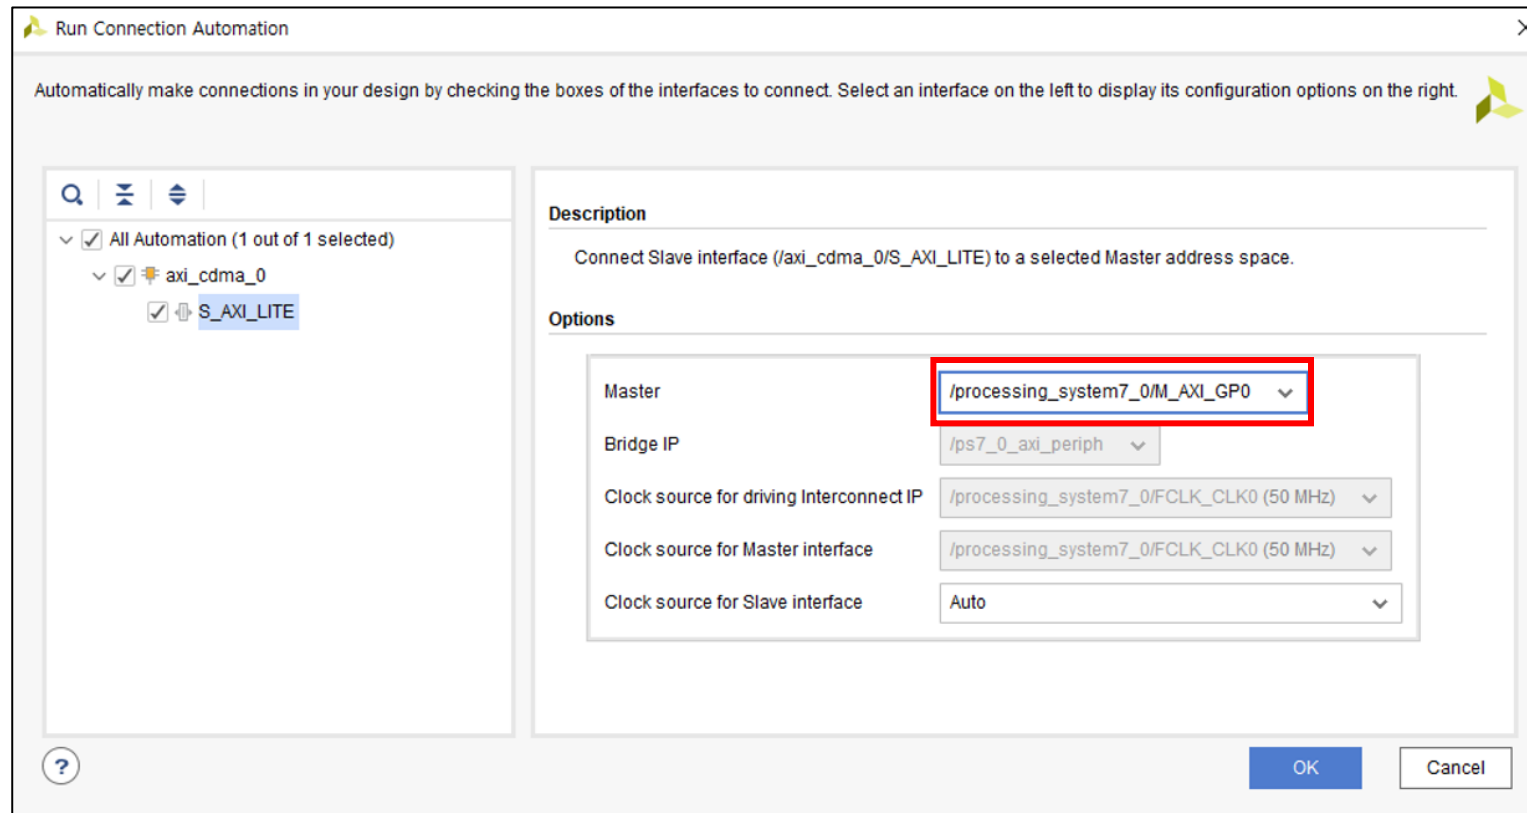 Run Connection Automation
Automatically make connections in your design by checking the boxes of the interfaces to connect. Select an interface on the left to display its configuration options on the right.
All Automation (1 out of 1 selected)
axi_cdma_0
S_AXI_LITE
Description
Connect Slave interface (/axi_cdma_0/S_AXI_LITE) to a selected Master address space.
Options
Master /processing_system7_0/M_AXI_GP0
Bridge IP /ps7_0_axi_periph
Clock source for driving Interconnect IP /processing_system7_0/FCLK_CLK0 (50 MHz)
Clock source for Master interface /processing_system7_0/FCLK_CLK0 (50 MHz)
Clock source for Slave interface Auto
?
OK Cancel